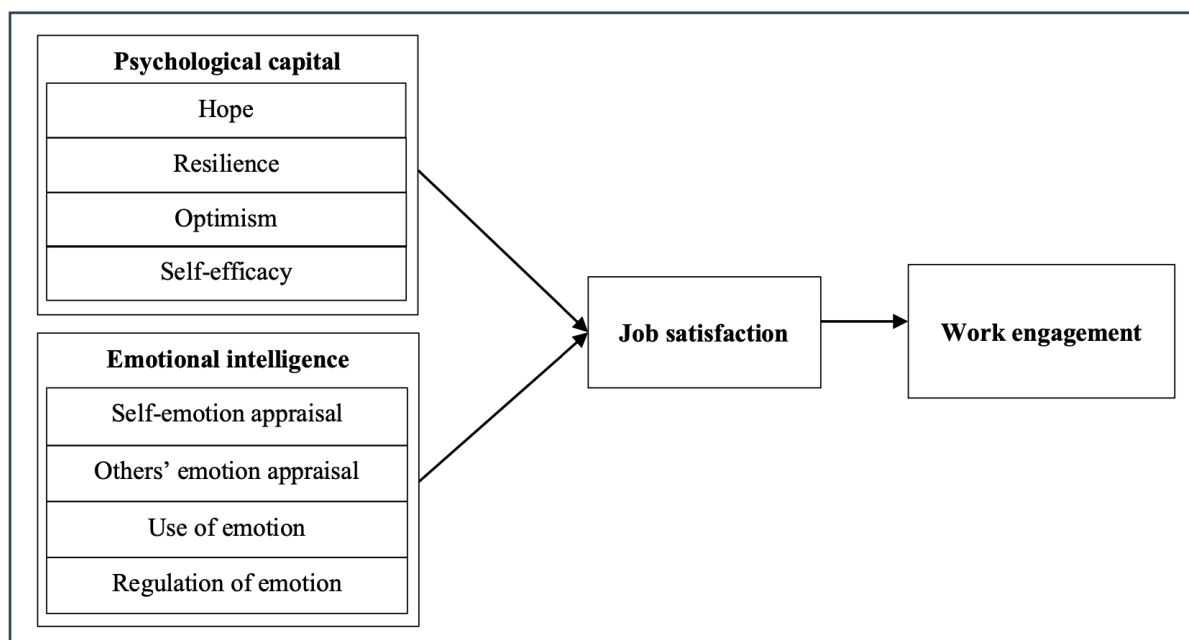 Psychological capital
Hope
Resilience
Optimism
Self-efficacy
Emotional intelligence
Self-emotion appraisal
Others’ emotion appraisal
Use of emotion
Regulation of emotion
Job satisfaction
Work engagement